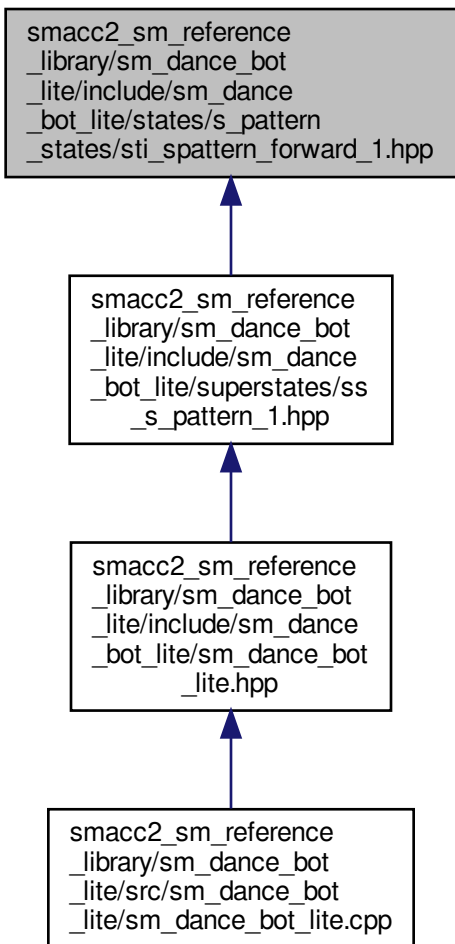 smacc2_sm_reference
_library/sm_dance_bot
_lite/include/sm_dance
_bot_lite/states/s_pattern
_states/sti_spattern_forward_1.hpp
smacc2_sm_reference
_library/sm_dance_bot
_lite/include/sm_dance
_bot_lite/superstates/ss
_s_pattern_1.hpp
smacc2_sm_reference
_library/sm_dance_bot
_lite/include/sm_dance
_bot_lite/sm_dance_bot
_lite.hpp
smacc2_sm_reference
_library/sm_dance_bot
_lite/src/sm_dance_bot
_lite/sm_dance_bot_lite.cpp